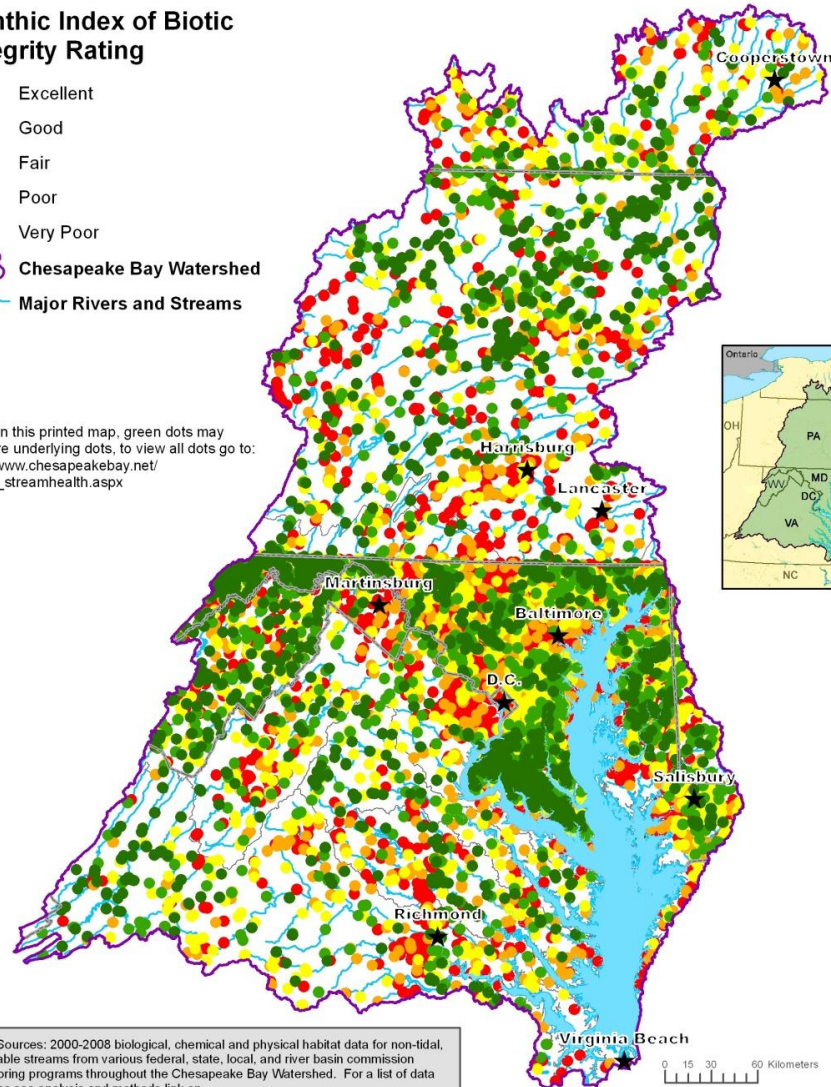 nthic Index of Biotic
egrity Rating
Excellent
Good
Fair
Poor
Very Poor
Chesapeake Bay Watershed
Major Rivers and Streams
n this printed map, green dots may
re underlying dots, to view all dots go to:
www.chesapeakebay.net/
_streamhealth.aspx
Cooperstown
Harrisburg
Lancaster
Martinsburg
Baltimore
D.C.
Salisbury
Richmond
Virginia Beach
Ontario
OH
PA
WV
MD
DC
VA
NC
Sources: 2000-2008 biological, chemical and physical habitat data for non-tidal,
able streams from various federal, state, local, and river basin commission
oring programs throughout the Chesapeake Bay Watershed. For a list of data
0 15 30 60 Kilometers